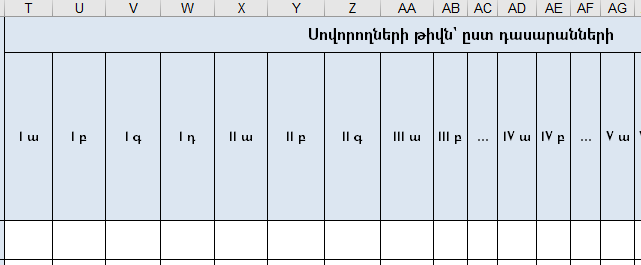 T U V W X Y Z AA AB AC AD AE AF AG
Սովորողների թիվն՝ ըստ դասարանների
I ա I բ I գ I դ II ա II բ II գ III ա III բ ... IV ա IV բ ... V ա